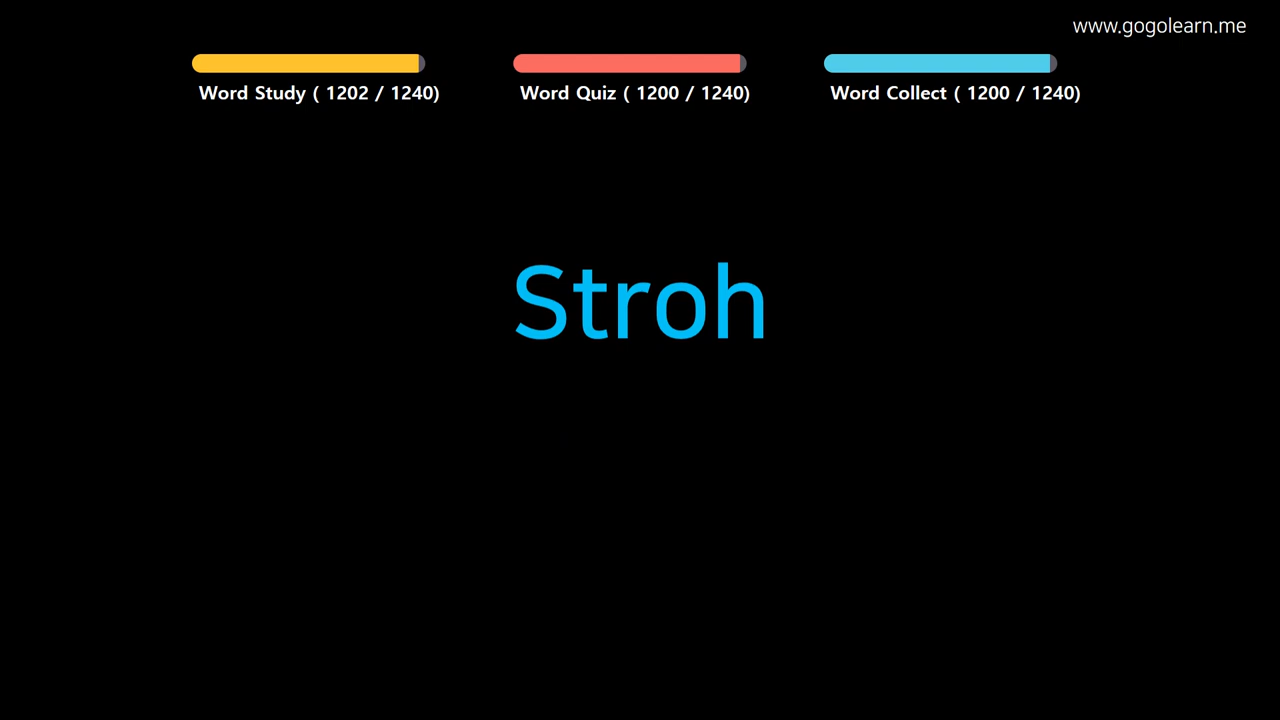 www.gogolearn.me
Word Study ( 1202 / 1240)
Word Quiz ( 1200 / 1240)
Word Collect ( 1200 / 1240)
Stroh